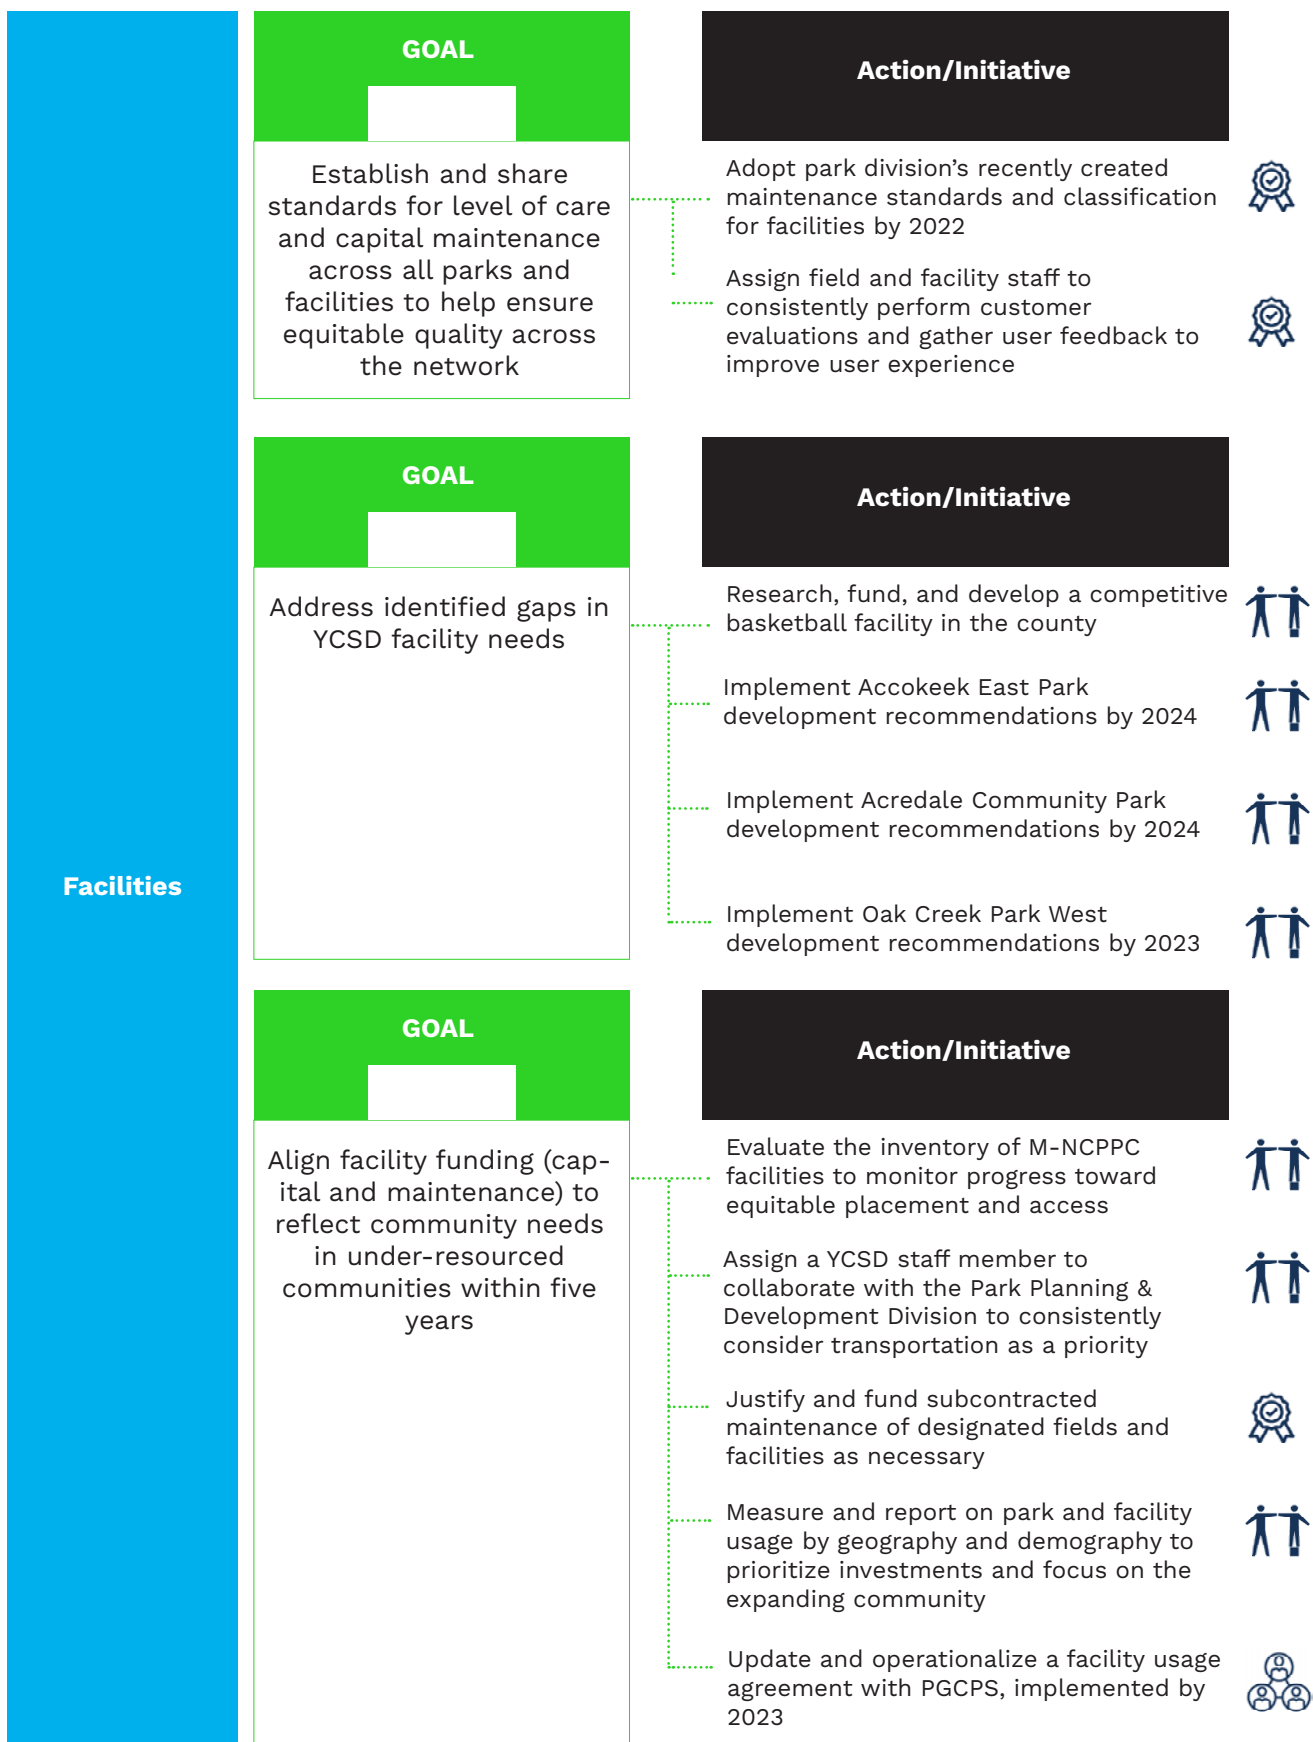 Facilities
GOAL
Action/Initiative
Establish and share
standards for level of care
and capital maintenance
across all parks and
facilities to help ensure
equitable quality across
the network
Adopt park division’s recently created
maintenance standards and classification
for facilities by 2022
Assign field and facility staff to
consistently perform customer
evaluations and gather user feedback to
improve user experience
GOAL
Action/Initiative
Address identified gaps in
YCSD facility needs
Research, fund, and develop a competitive
basketball facility in the county
Implement Accokeek East Park
development recommendations by 2024
Implement Acredale Community Park
development recommendations by 2024
Implement Oak Creek Park West
development recommendations by 2023
GOAL
Action/Initiative
Align facility funding (cap-
ital and maintenance) to
reflect community needs
in under-resourced
communities within five
years
Evaluate the inventory of M-NCPPC
facilities to monitor progress toward
equitable placement and access
Assign a YCSD staff member to
collaborate with the Park Planning &
Development Division to consistently
consider transportation as a priority
Justify and fund subcontracted
maintenance of designated fields and
facilities as necessary
Measure and report on park and facility
usage by geography and demography to
prioritize investments and focus on the
expanding community
Update and operationalize a facility usage
agreement with PGCPS, implemented by
2023